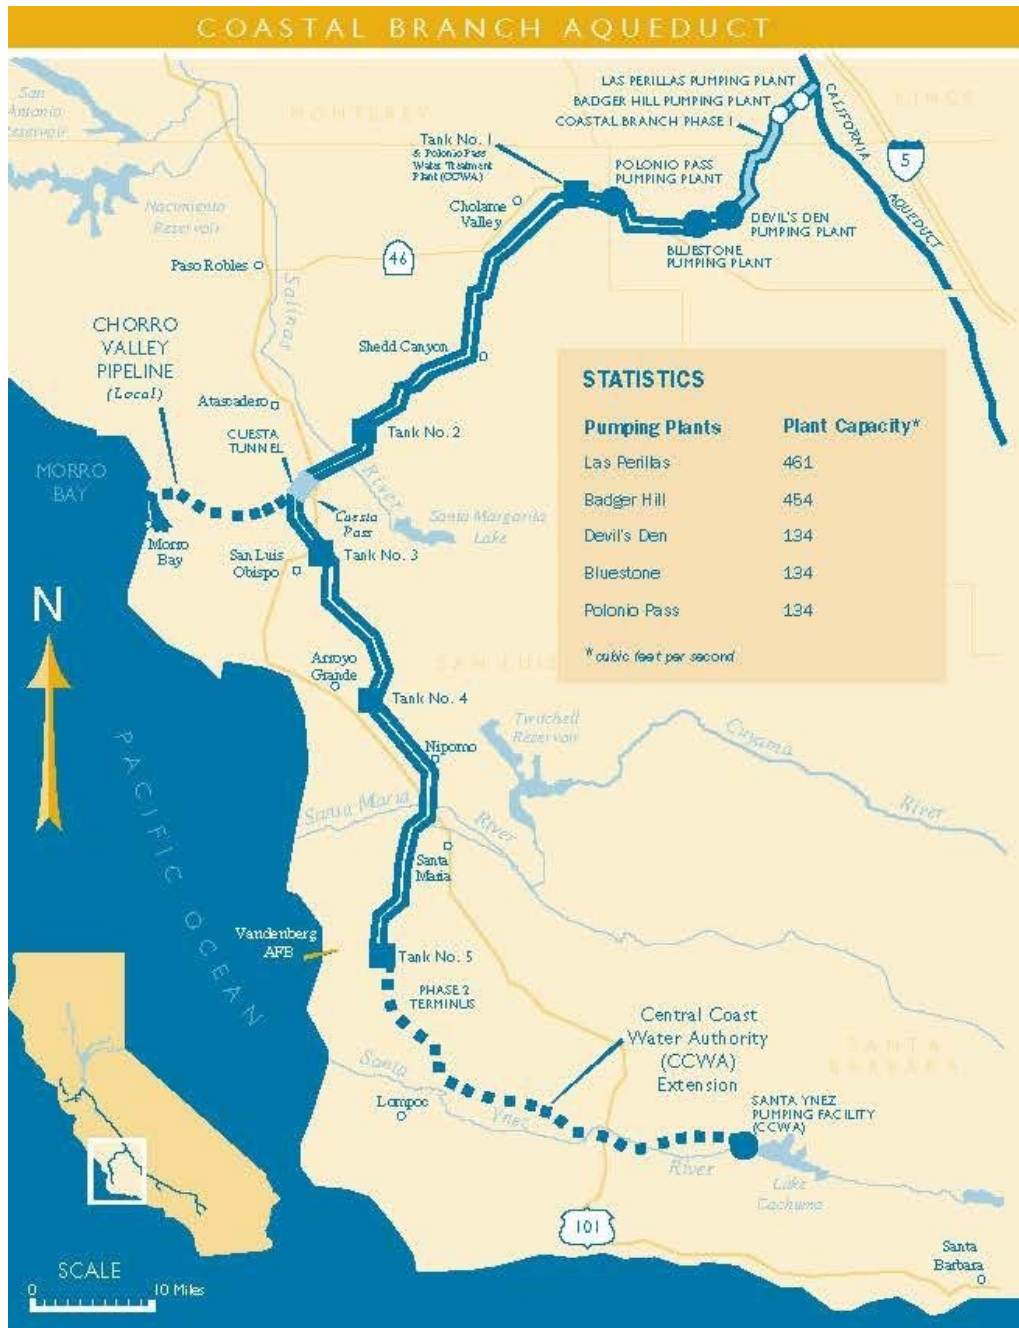 COASTAL BRANCH AQUEDUCT
San
Antonio
Reservoir
MONTEREY
KINGS
LAS PERILLAS PUMPING PLANT
BADGER HILL PUMPING PLANT
COASTAL BRANCH PHASE I
CALIFORNIA
AQUEDUCT
5
Tank No. 1
& Polonio Pass
Water Treatment
Plant (CCWA)
POLONIO PASS
PUMPING PLANT
Nacimiento
Reservoir
Cholame
Valley
DEVIL'S DEN
PUMPING PLANT
BLUESTONE
PUMPING PLANT
46
Paso Robles
Salinas
River
CHORRO
VALLEY
PIPELINE
(Local)
Shedd Canyon
Atascadero
CUESTA
TUNNEL
Tank No. 2
STATISTICS
Pumping Plants Plant Capacity*
Las Perillas 461
Badger Hill 454
Devil's Den 134
Bluestone 134
Polonio Pass 134
*cubic feet per second
MORRO
BAY
Cuesta
Pass
Santa Margarita
Lake
Morro
Bay
San Luis
Obispo
Tank No. 3
N
Arroyo
Grande
SAN LUIS
Tank No. 4
Twitchell
Reservoir
Cuyama
River
Nipomo
PACIFIC OCEAN
Santa Maria
River
Santa
Maria
Vandenberg
AFB
Tank No. 5
PHASE 2
TERMINUS
Central Coast
Water Authority
(CCWA)
Extension
SANTA
BARBARA
Santa
Ynez
River
Lompoc
SANTA YNEZ
PUMPING FACILITY
(CCWA)
Lake
Cachuma
101
Santa
Barbara
SCALE
0 10 Miles